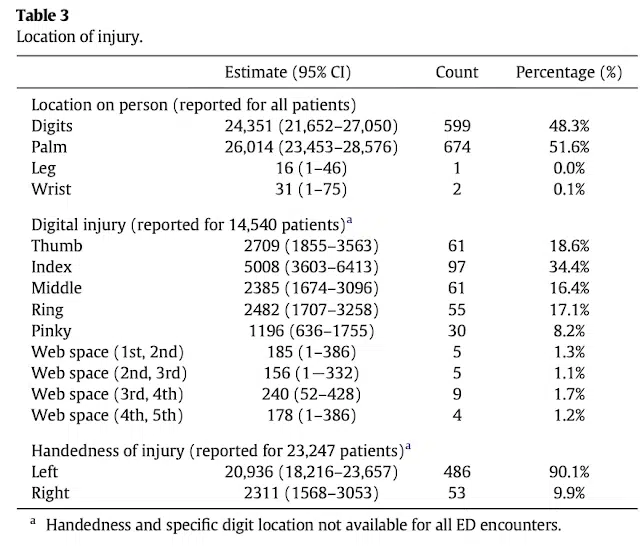 Table 3
Location of injury.
Estimate (95% CI) Count Percentage (%)
Location on person (reported for all patients)
Digits 24,351 (21,652–27,050) 599 48.3%
Palm 26,014 (23,453–28,576) 674 51.6%
Leg 16 (1–46) 1 0.0%
Wrist 31 (1–75) 2 0.1%
Digital injury (reported for 14,540 patients)a
Thumb 2709 (1855–3563) 61 18.6%
Index 5008 (3603–6413) 97 34.4%
Middle 2385 (1674–3096) 61 16.4%
Ring 2482 (1707–3258) 55 17.1%
Pinky 1196 (636–1755) 30 8.2%
Web space (1st, 2nd) 185 (1–386) 5 1.3%
Web space (2nd, 3rd) 156 (1—332) 5 1.1%
Web space (3rd, 4th) 240 (52–428) 9 1.7%
Web space (4th, 5th) 178 (1–386) 4 1.2%
Handedness of injury (reported for 23,247 patients)a
Left 20,936 (18,216–23,657) 486 90.1%
Right 2311 (1568–3053) 53 9.9%
a Handedness and specific digit location not available for all ED encounters.